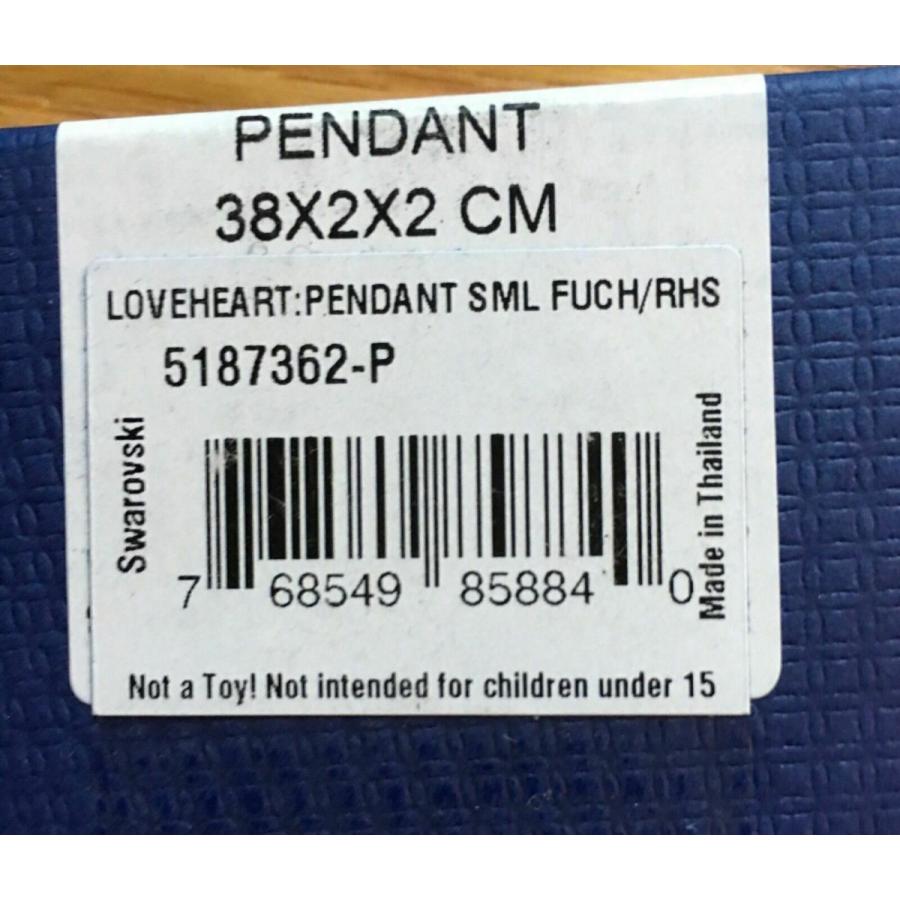 PENDANT
38X2X2 CM
LOVEHEART:PENDANT SML FUCH/RHS
5187362-P
Swarovski
Made in Thailand
7 68549 85884 0
Not a Toy! Not intended for children under 15